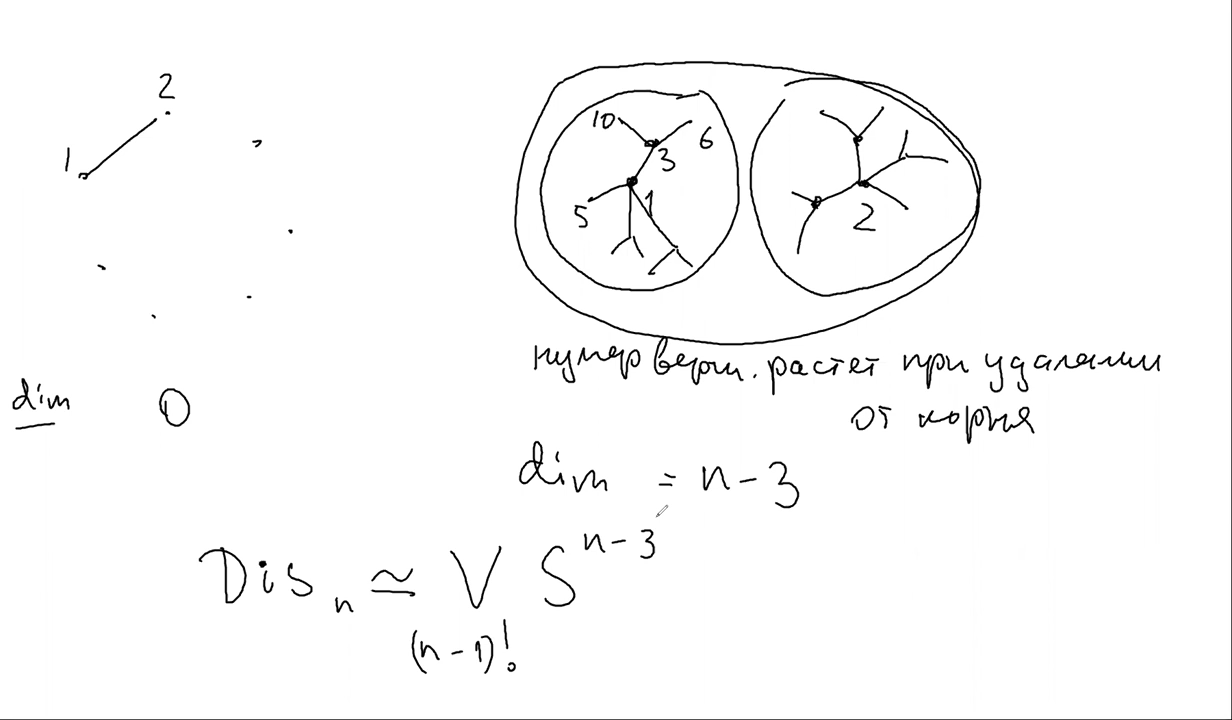 2
1
10
6
3
5
1
2
нумер верш. растет при удалении
от корня
dim 0
dim = n - 3
Dis_n ≃ ∨ S^{n-3}
(n-1)!